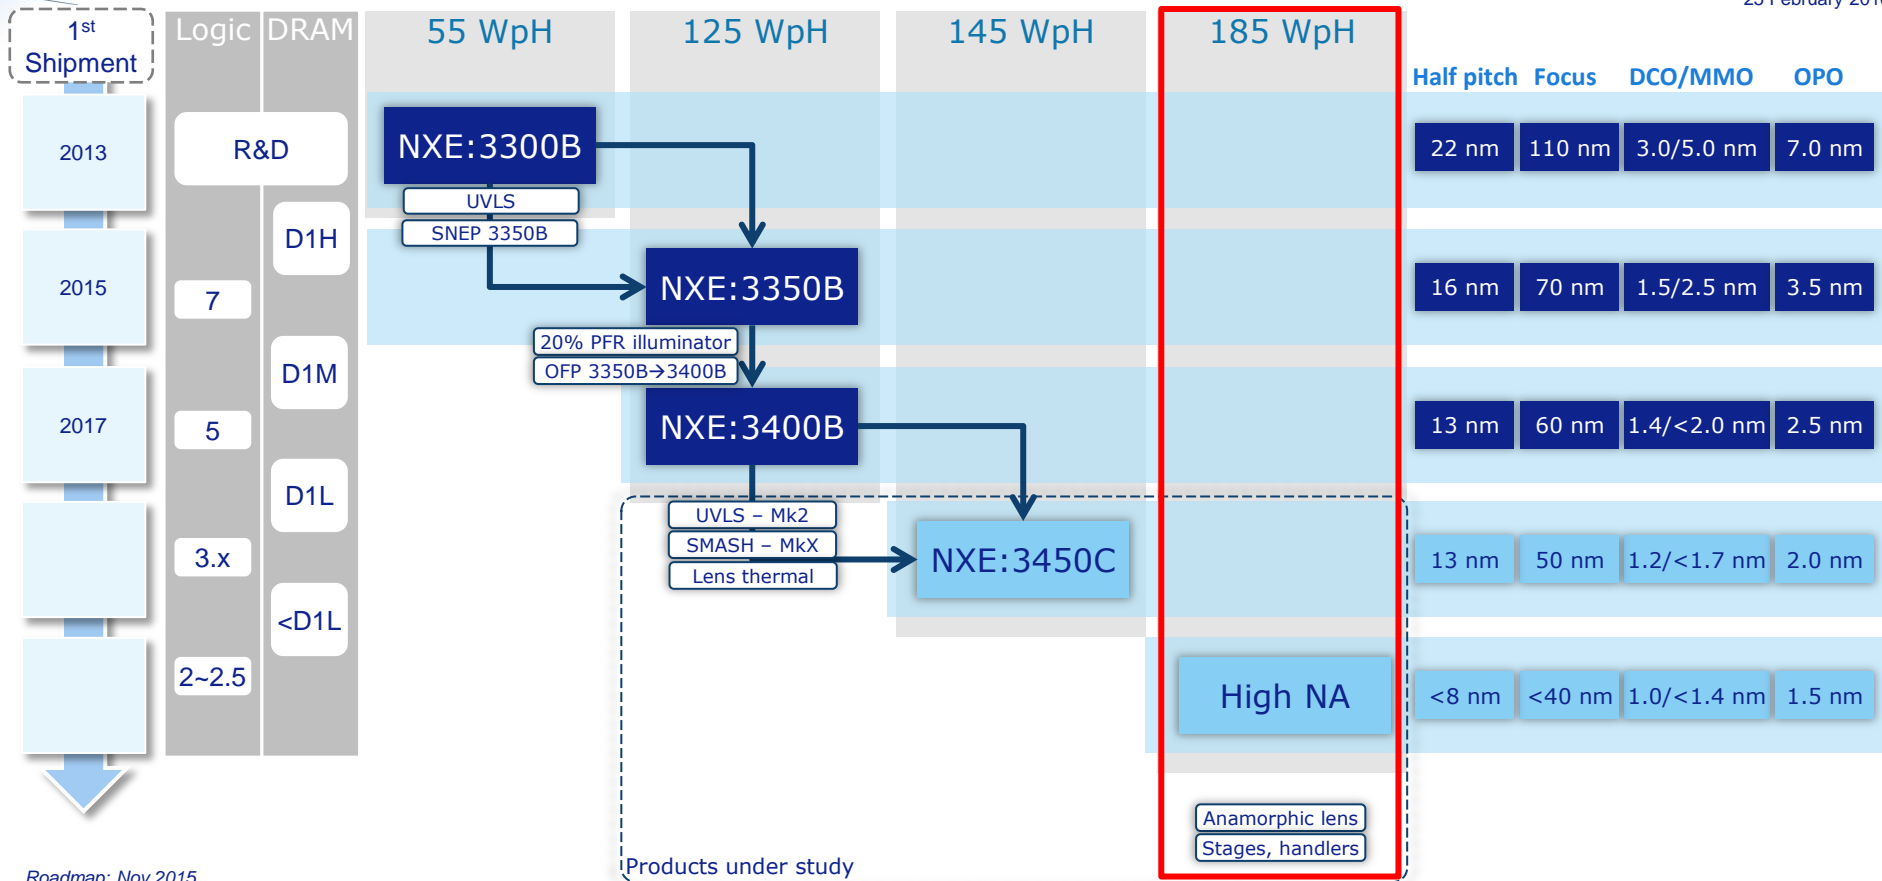 23 February 2016
1st
Shipment
Logic DRAM
55 WpH 125 WpH 145 WpH 185 WpH
Half pitch Focus DCO/MMO OPO
2013
R&D
NXE:3300B
22 nm 110 nm 3.0/5.0 nm 7.0 nm
UVLS
SNEP 3350B
D1H
2015
7
NXE:3350B
16 nm 70 nm 1.5/2.5 nm 3.5 nm
20% PFR illuminator
OFP 3350B→3400B
D1M
2017
5
NXE:3400B
13 nm 60 nm 1.4/<2.0 nm 2.5 nm
D1L
UVLS – Mk2
SMASH – MkX
Lens thermal
3.x
NXE:3450C
13 nm 50 nm 1.2/<1.7 nm 2.0 nm
<D1L
2~2.5
High NA
<8 nm <40 nm 1.0/<1.4 nm 1.5 nm
Anamorphic lens
Stages, handlers
Products under study
Roadmap: Nov 2015